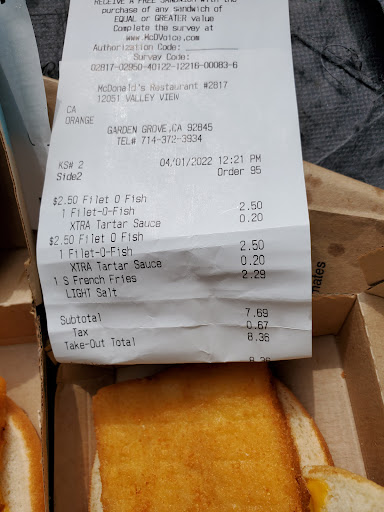 RECEIVE A FREE SANDWICH with the
purchase of any sandwich of
EQUAL or GREATER value
Complete the survey at
www.McDVoice.com
Authorization Code:
Survey Code:
02817-02950-40122-12216-00083-6
McDonald's Restaurant #2817
12051 VALLEY VIEW
CA
ORANGE
GARDEN GROVE,CA 92845
TEL# 714-372-3934
KS# 2 04/01/2022 12:21 PM
Side2 Order 95
$2.50 Filet O Fish
1 Filet-O-Fish 2.50
XTRA Tartar Sauce 0.20
$2.50 Filet O Fish
1 Filet-O-Fish 2.50
XTRA Tartar Sauce 0.20
1 S French Fries 2.29
LIGHT Salt
Subtotal 7.69
Tax 0.67
Take-Out Total 8.36
8.36